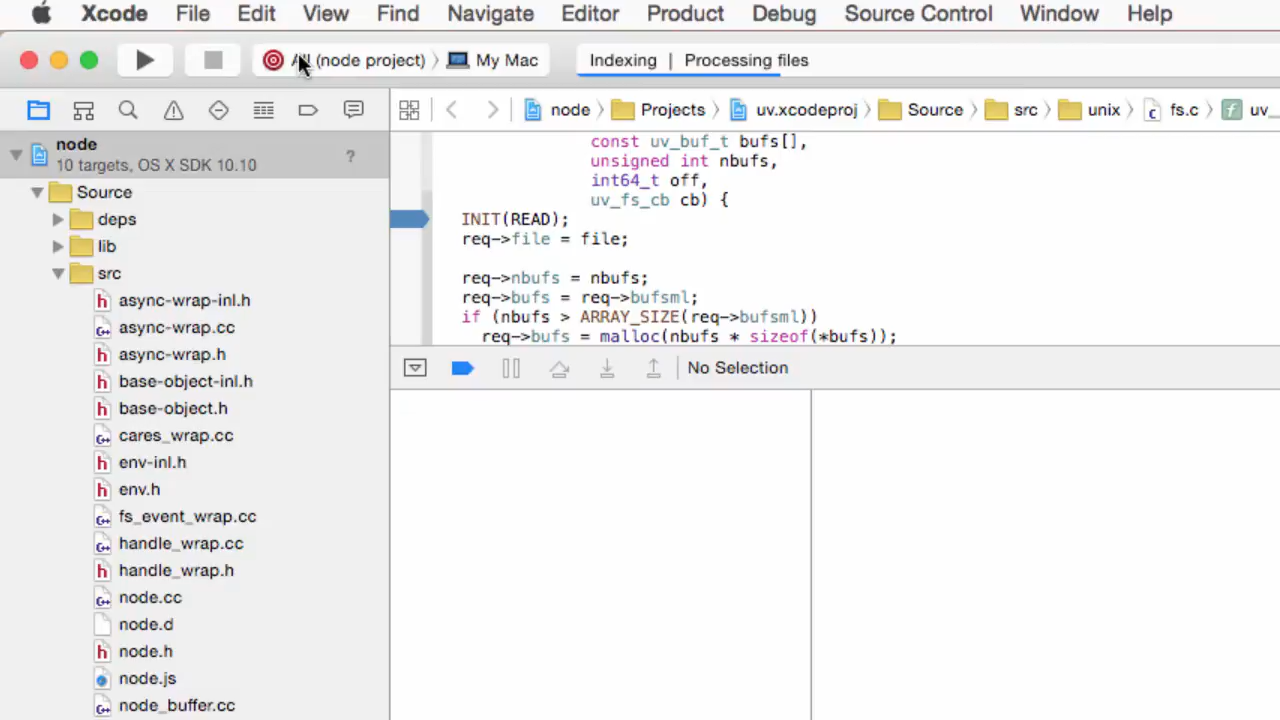 Xcode File Edit View Find Navigate Editor Product Debug Source Control Window Help
(node project) My Mac Indexing | Processing files
node Projects uv.xcodeproj Source src unix fs.c uv_
node
10 targets, OS X SDK 10.10 ?
Source
deps
lib
src
async-wrap-inl.h
async-wrap.cc
async-wrap.h
base-object-inl.h
base-object.h
cares_wrap.cc
env-inl.h
env.h
fs_event_wrap.cc
handle_wrap.cc
handle_wrap.h
node.cc
node.d
node.h
node.js
node_buffer.cc
const uv_buf_t bufs[],
unsigned int nbufs,
int64_t off,
uv_fs_cb cb) {
INIT(READ);
req->file = file;
req->nbufs = nbufs;
req->bufs = req->bufsml;
if (nbufs > ARRAY_SIZE(req->bufsml))
req->bufs = malloc(nbufs * sizeof(*bufs));
No Selection